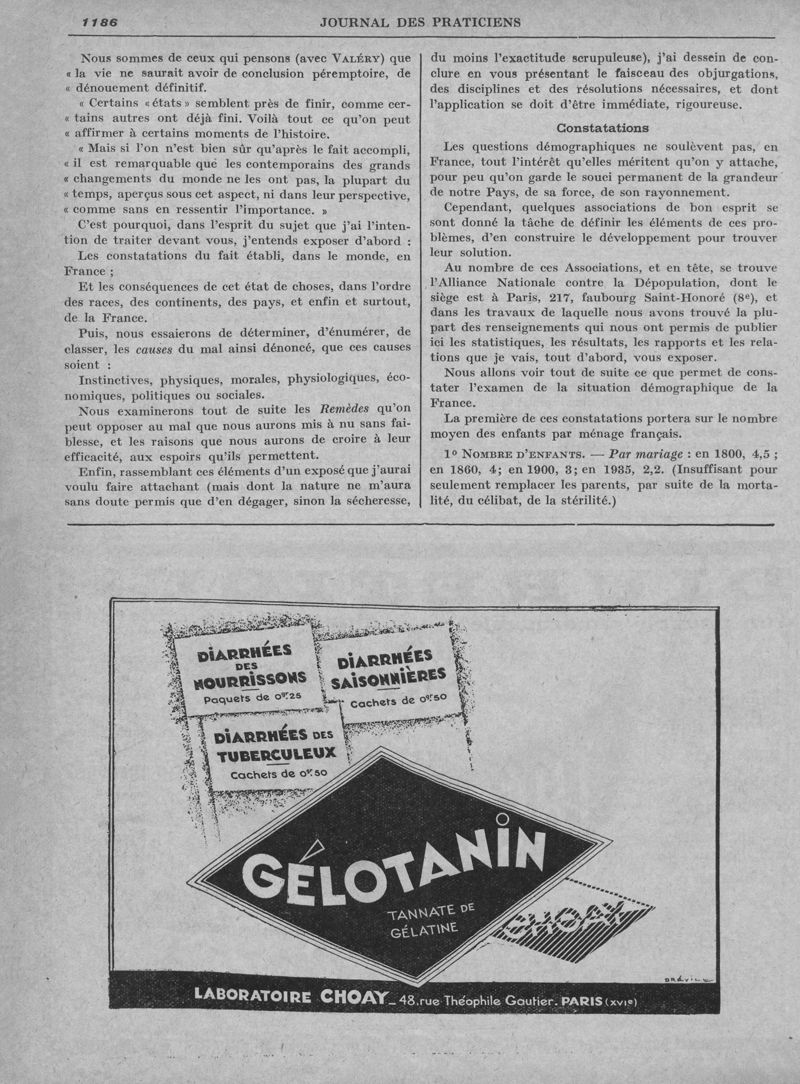 1186
JOURNAL DES PRATICIENS
Nous sommes de ceux qui pensons (avec VALÉRY) que
« la vie ne saurait avoir de conclusion péremptoire, de
« dénouement définitif.
« Certains « états » semblent près de finir, comme cer-
« tains autres ont déjà fini. Voilà tout ce qu'on peut
« affirmer à certains moments de l'histoire.
« Mais si l'on n'est bien sûr qu'après le fait accompli,
« il est remarquable que les contemporains des grands
« changements du monde ne les ont pas, la plupart du
« temps, aperçus sous cet aspect, ni dans leur perspective,
« comme sans en ressentir l'importance. »
C'est pourquoi, dans l'esprit du sujet que j'ai l'inten-
tion de traiter devant vous, j'entends exposer d'abord :
Les constatations du fait établi, dans le monde, en
France ;
Et les conséquences de cet état de choses, dans l'ordre
des races, des continents, des pays, et enfin et surtout,
de la France.
Puis, nous essaierons de déterminer, d'énumérer, de
classer, les causes du mal ainsi dénoncé, que ces causes
soient :
Instinctives, physiques, morales, physiologiques, éco-
nomiques, politiques ou sociales.
Nous examinerons tout de suite les Remèdes qu'on
peut opposer au mal que nous aurons mis à nu sans fai-
blesse, et les raisons que nous aurons de croire à leur
efficacité, aux espoirs qu'ils permettent.
Enfin, rassemblant ces éléments d'un exposé que j'aurai
voulu faire attachant (mais dont la nature ne m'aura
sans doute permis que d'en dégager, sinon la sécheresse,
du moins l'exactitude scrupuleuse), j'ai dessein de con-
clure en vous présentant le faisceau des objurgations,
des disciplines et des résolutions nécessaires, et dont
l'application se doit d'être immédiate, rigoureuse.
Constatations
Les questions démographiques ne soulèvent pas, en
France, tout l'intérêt qu'elles méritent qu'on y attache,
pour peu qu'on garde le souci permanent de la grandeur
de notre Pays, de sa force, de son rayonnement.
Cependant, quelques associations de bon esprit se
sont donné la tâche de définir les éléments de ces pro-
blèmes, d'en construire le développement pour trouver
leur solution.
Au nombre de ces Associations, et en tête, se trouve
l'Alliance Nationale contre la Dépopulation, dont le
siège est à Paris, 217, faubourg Saint-Honoré (8e), et
dans les travaux de laquelle nous avons trouvé la plu-
part des renseignements qui nous ont permis de publier
ici les statistiques, les résultats, les rapports et les rela-
tions que je vais, tout d'abord, vous exposer.
Nous allons voir tout de suite ce que permet de cons-
tater l'examen de la situation démographique de la
France.
La première de ces constatations portera sur le nombre
moyen des enfants par ménage français.
1o NOMBRE D'ENFANTS. — Par mariage : en 1800, 4,5 ;
en 1860, 4; en 1900, 3; en 1935, 2,2. (Insuffisant pour
seulement remplacer les parents, par suite de la morta-
lité, du célibat, de la stérilité.)
DIARRHÉES
DES
NOURRISSONS
Paquets de 0gr.25
DIARRHÉES
SAISONNIÈRES
Cachets de 0gr.50
DIARRHÉES DES
TUBERCULEUX
Cachets de 0gr.50
GÉLOTANIN
TANNATE DE
GÉLATINE
CHOAY
LABORATOIRE CHOAY_48.rue Théophile Gautier. PARIS (XVIe)